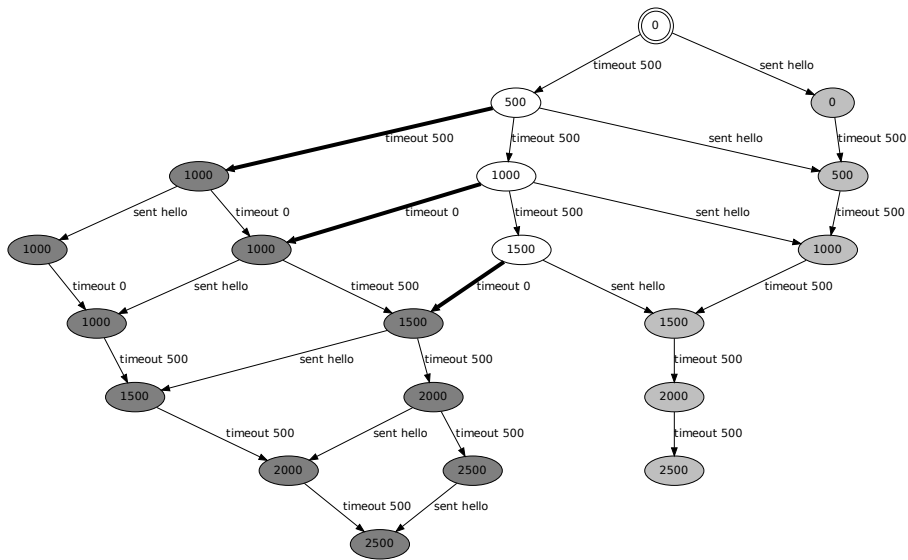 0
timeout 500 sent hello
500 0
timeout 500 timeout 500 sent hello timeout 500
1000 1000 500
sent hello timeout 0 timeout 0 timeout 500 sent hello timeout 500
1000 1000 1500 1000
timeout 0 sent hello timeout 500 timeout 0 sent hello timeout 500
1000 1500 1500
timeout 500 sent hello timeout 500 timeout 500
1500 2000 2000
timeout 500 sent hello timeout 500 timeout 500
2000 2500 2500
timeout 500 sent hello
2500